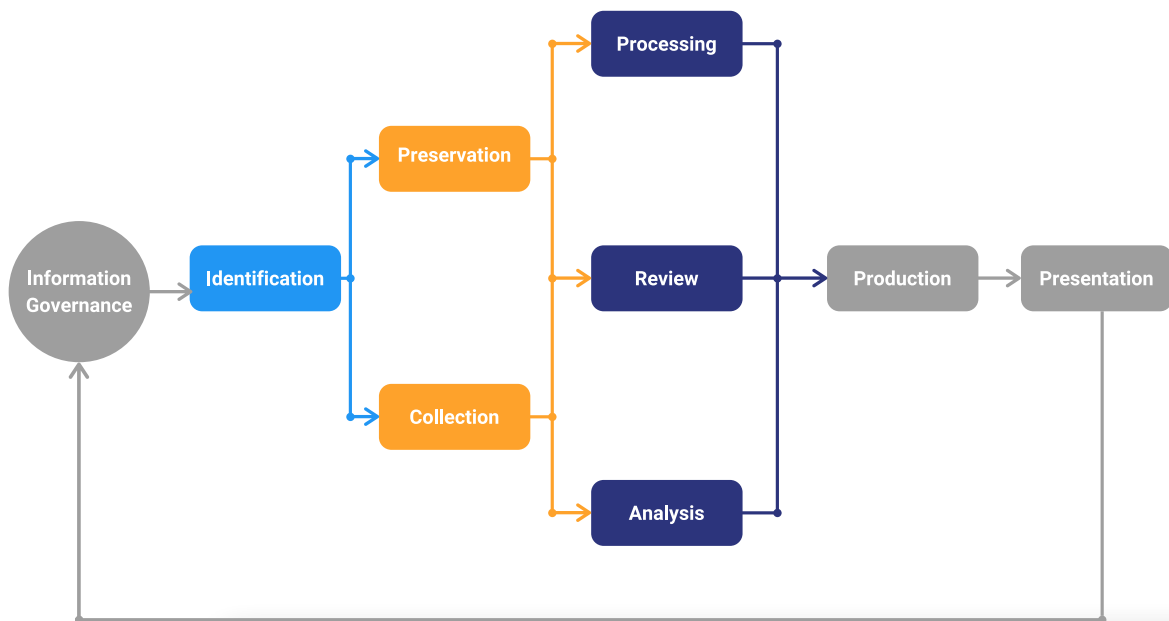 Information
Governance
Identification
Preservation
Collection
Processing
Review
Analysis
Production
Presentation